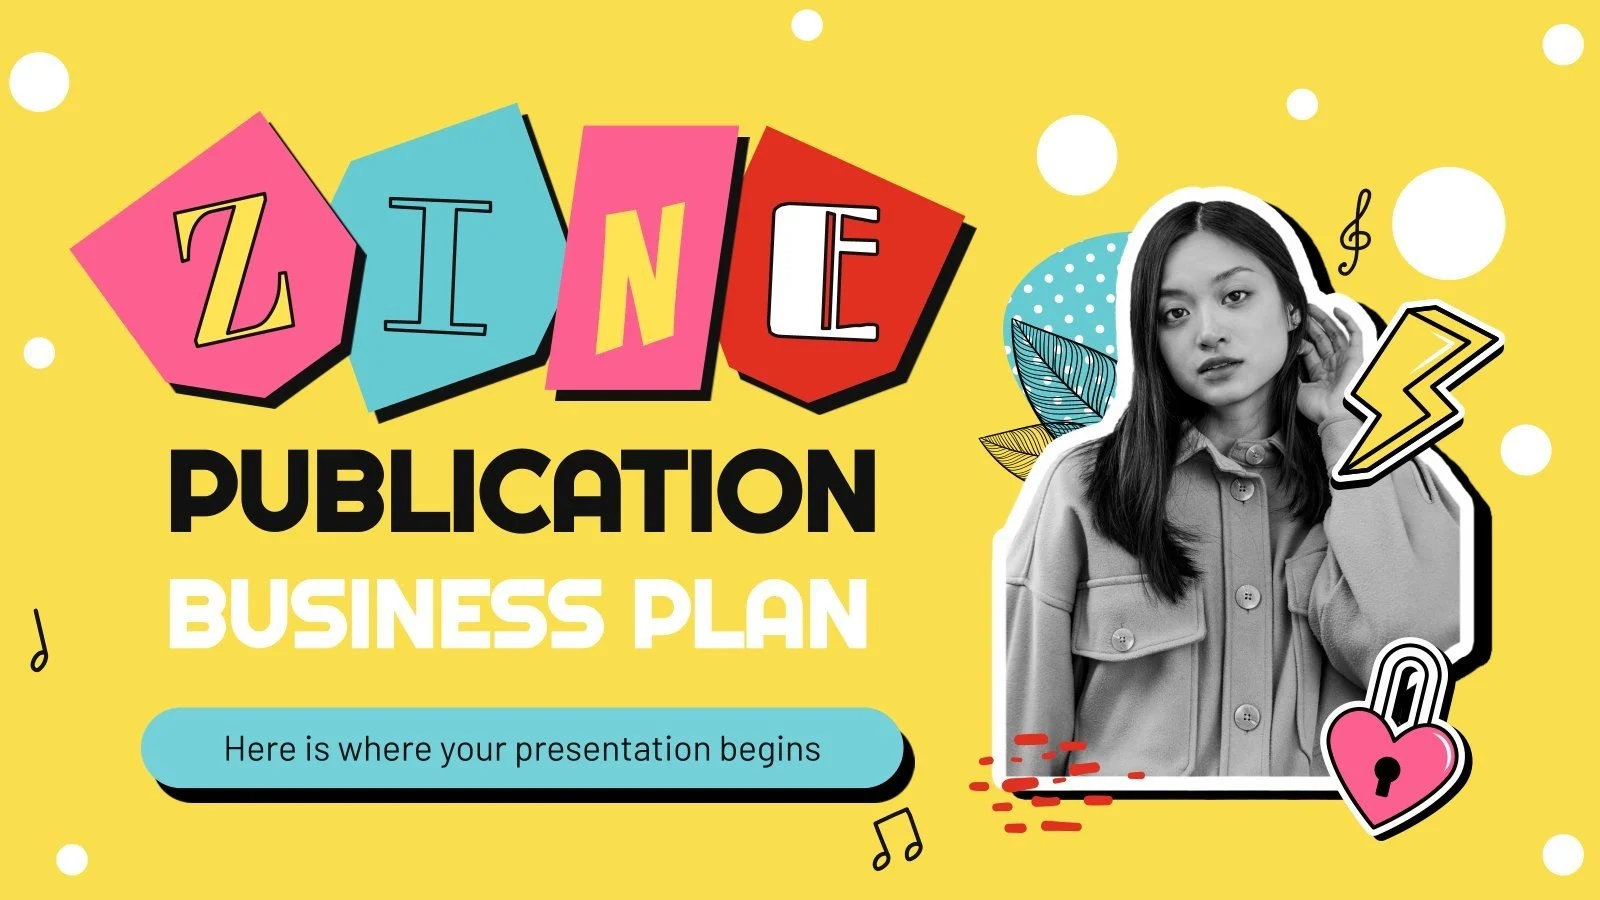 ZINE
PUBLICATION
BUSINESS PLAN
Here is where your presentation begins